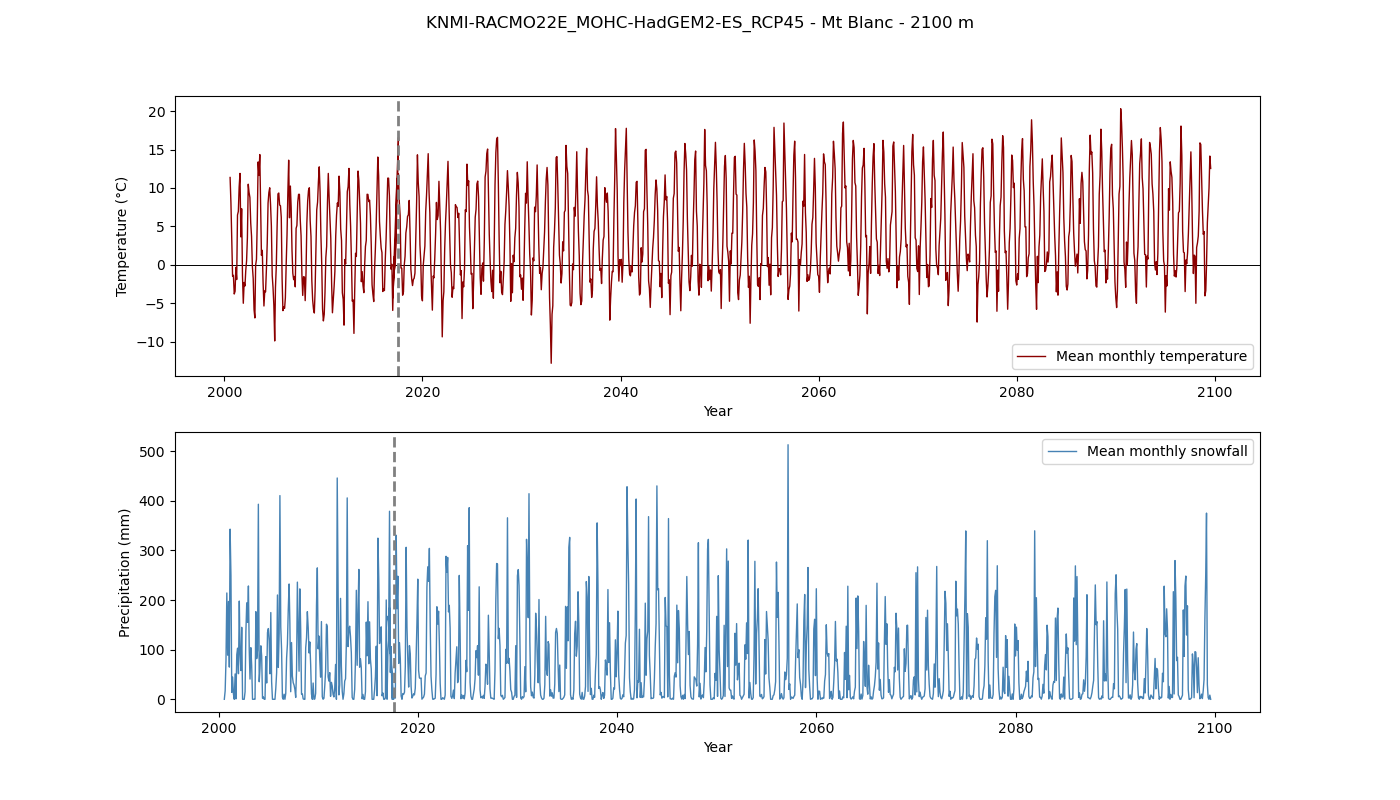 KNMI-RACMO22E_MOHC-HadGEM2-ES_RCP45 - Mt Blanc - 2100 m
Temperature (°C)
20
15
10
5
0
−5
−10
Mean monthly temperature
2000 2020 2040 2060 2080 2100
Year
Precipitation (mm)
500
400
300
200
100
0
Mean monthly snowfall
2000 2020 2040 2060 2080 2100
Year